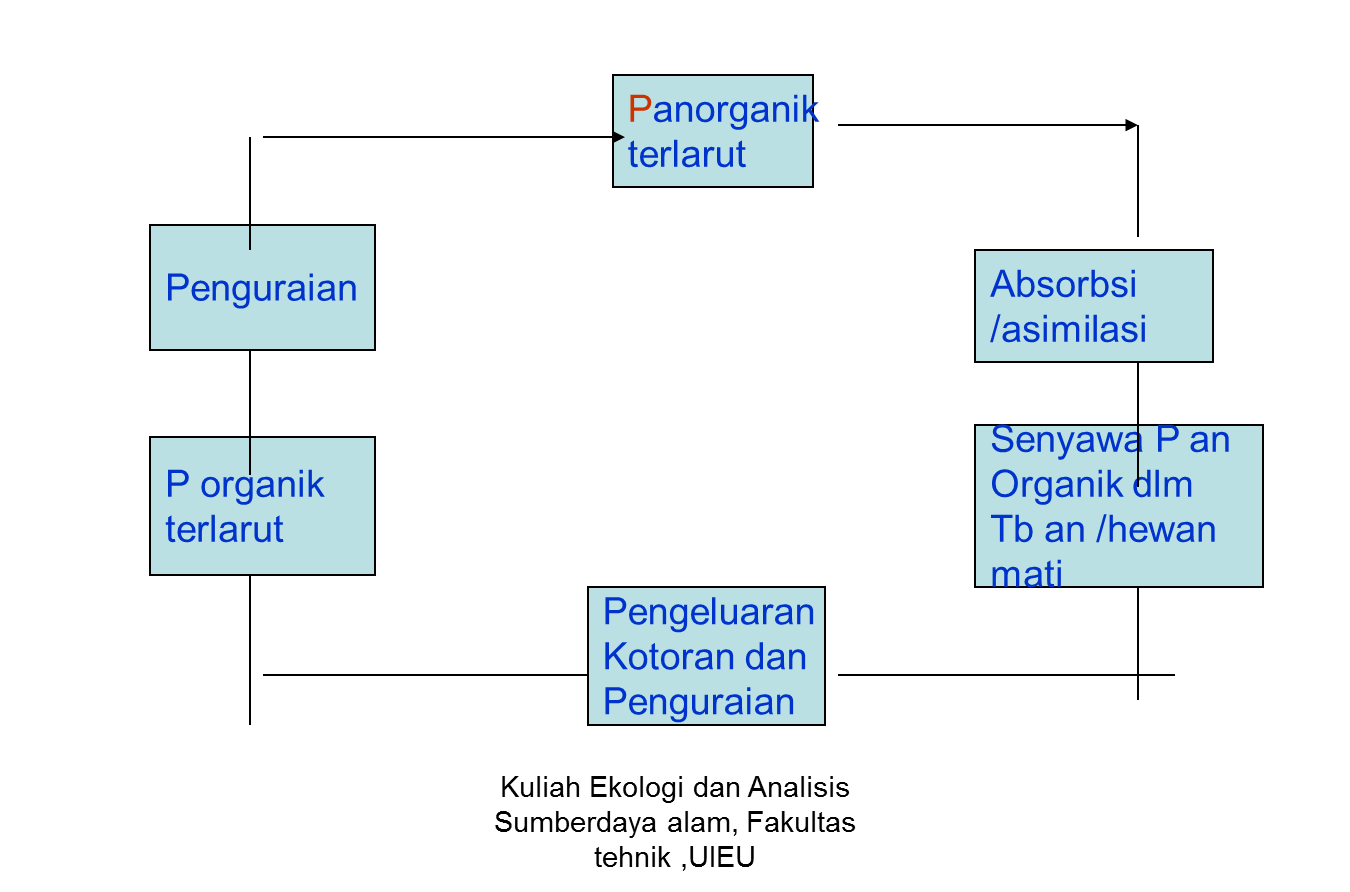 Panorganik
terlarut
Penguraian
Absorbsi
/asimilasi
P organik
terlarut
Senyawa P an
Organik dlm
Tb an /hewan
mati
Pengeluaran
Kotoran dan
Penguraian
Kuliah Ekologi dan Analisis
Sumberdaya alam, Fakultas
tehnik ,UIEU